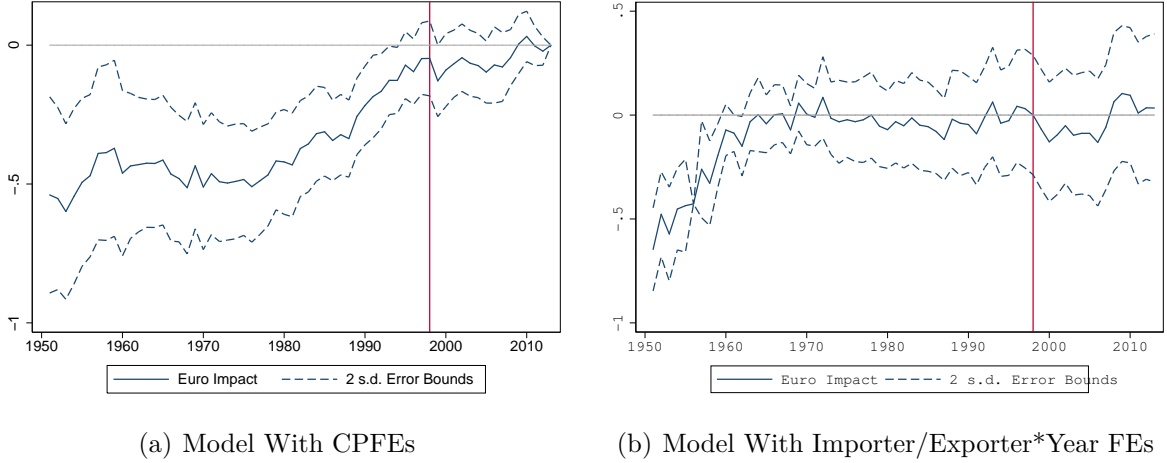 0
-.5
-1
1950 1960 1970 1980 1990 2000 2010
Euro Impact 2 s.d. Error Bounds
(a) Model With CPFEs
.5
0
-.5
-1
1950 1960 1970 1980 1990 2000 2010
Euro Impact 2 s.d. Error Bounds
(b) Model With Importer/Exporter*Year FEs